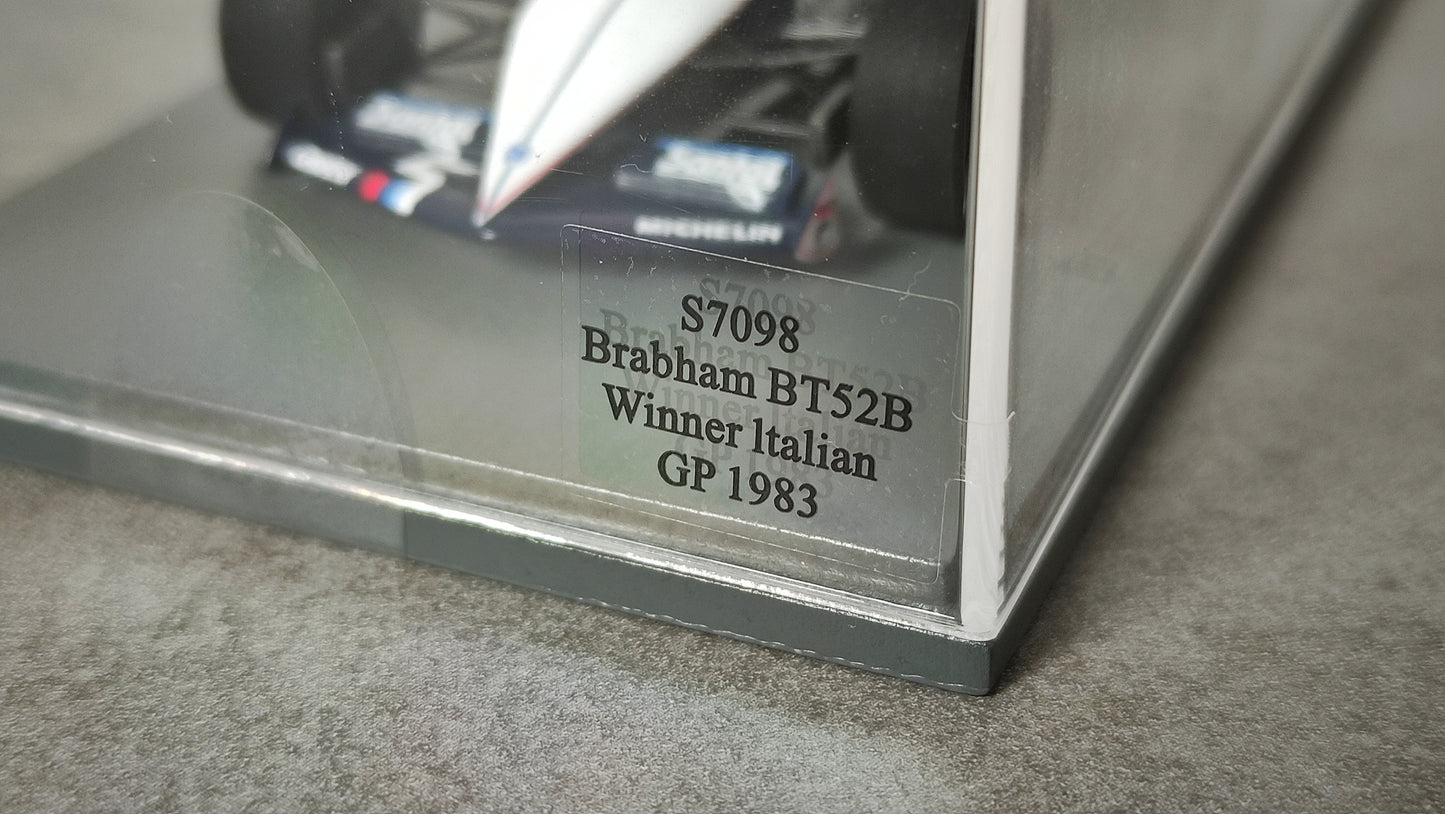 MICHELIN
S7098
Brabham BT52B
Winner Italian
GP 1983